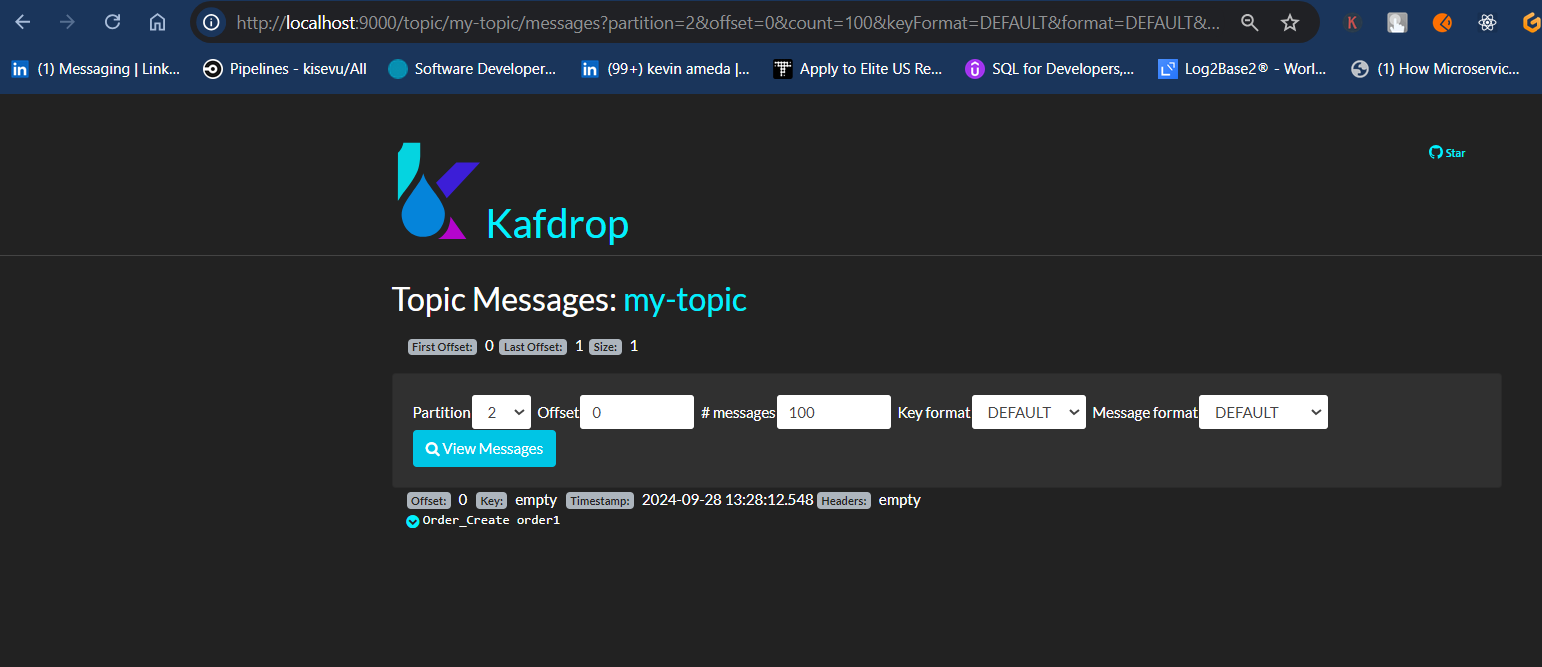 http://localhost:9000/topic/my-topic/messages?partition=2&offset=0&count=100&keyFormat=DEFAULT&format=DEFAULT&... K
in (1) Messaging | Link... Pipelines - kisevu/All Software Developer... in (99+) kevin ameda |... Apply to Elite US Re... SQL for Developers,... Log2Base2® - Worl... (1) How Microservic...
Star
Kafdrop
Topic Messages: my-topic
First Offset: 0 Last Offset: 1 Size: 1
Partition 2 Offset 0 # messages 100 Key format DEFAULT Message format DEFAULT
View Messages
Offset: 0 Key: empty Timestamp: 2024-09-28 13:28:12.548 Headers: empty
Order_Create order1